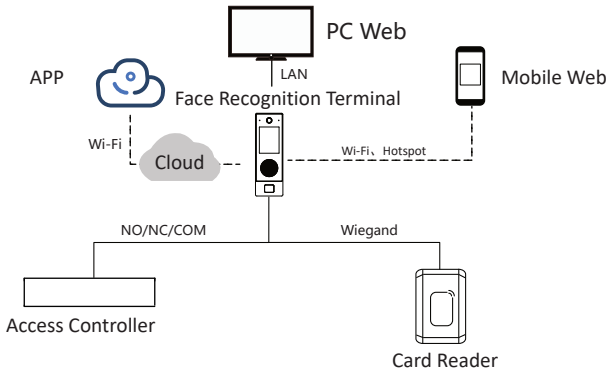 PC Web
APP
LAN
Mobile Web
Face Recognition Terminal
Wi-Fi
Cloud
Wi-Fi、Hotspot
NO/NC/COM
Wiegand
Access Controller
Card Reader